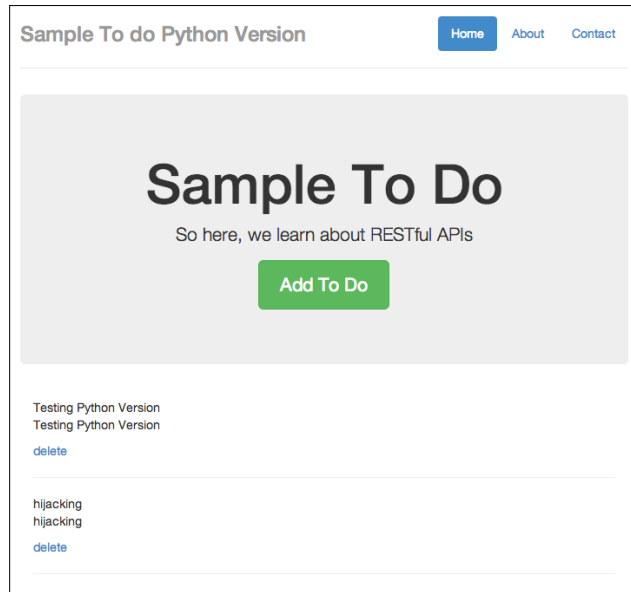 Sample To do Python Version
Home
About
Contact
Sample To Do
So here, we learn about RESTful APIs
Add To Do
Testing Python Version
Testing Python Version
delete
hijacking
hijacking
delete